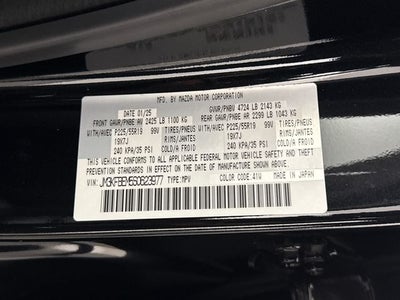 MFD. BY MAZDA MOTOR CORPORATION
DATE 01/25 GVWR/PNBV 4724 LB 2143 KG
FRONT GAWR/PNBE AV 2425 LB 1100 KG REAR GAWR/PNBE AR 2299 LB 1043 KG
WITH/AVEC P225/55R19 99V TIRES/PNEUS WITH/AVEC P225/55R19 99V TIRES/PNEUS
19X7J RIMS/JANTES 19X7J RIMS/JANTES
240 KPA/35 PSI COLD/A FROID 240 KPA/35 PSI COLD/A FROID
THIS VEHICLE CONFORMS TO ALL APPLICABLE FEDERAL MOTOR VEHICLE
SAFETY, BUMPER, AND THEFT PREVENTION STANDARDS IN EFFECT ON THE
DATE OF MANUFACTURE SHOWN ABOVE.
JM3KFBEM5S0623977 TYPE:MPV COLOR CODE 41W MADE IN JAPAN